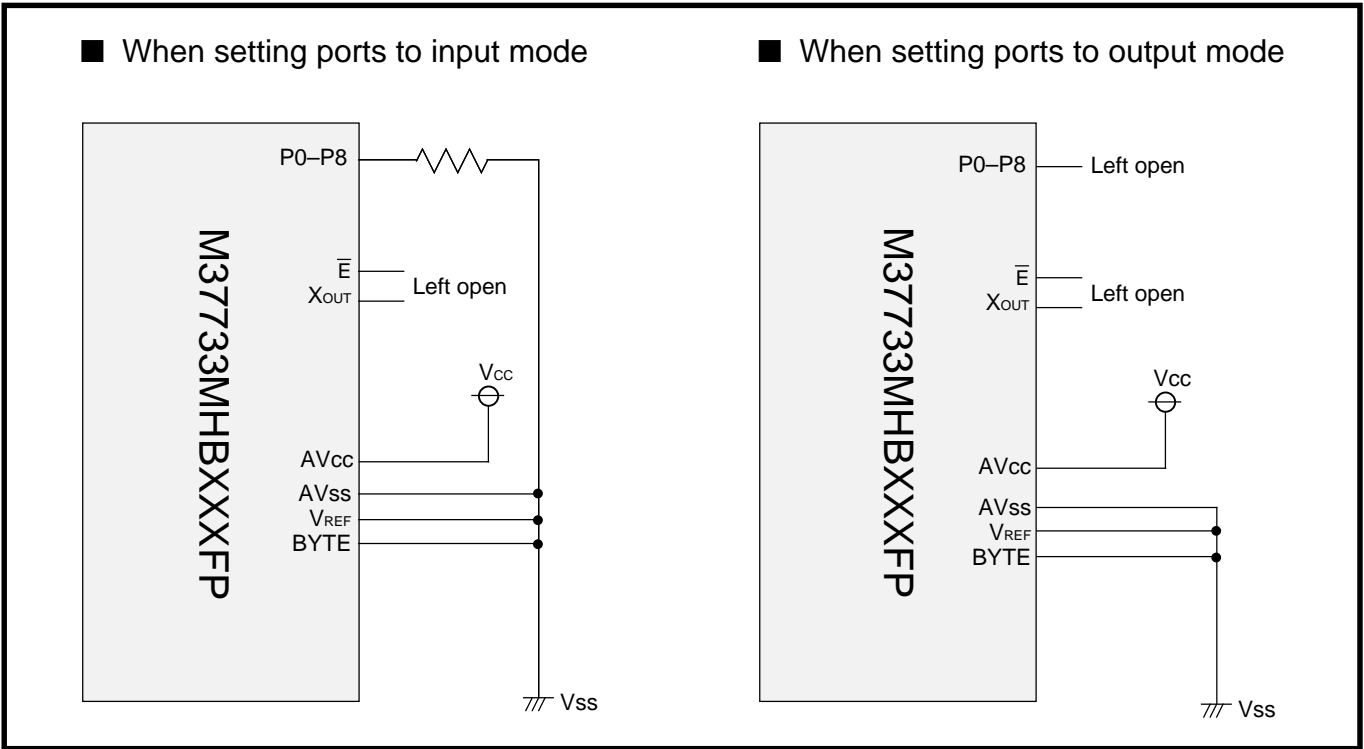 ■ When setting ports to input mode
P0–P8
M37733MHBXXXFP
E̅
XOUT
Left open
Vcc
AVcc
AVss
VREF
BYTE
Vss
■ When setting ports to output mode
P0–P8
Left open
M37733MHBXXXFP
E̅
XOUT
Left open
Vcc
AVcc
AVss
VREF
BYTE
Vss